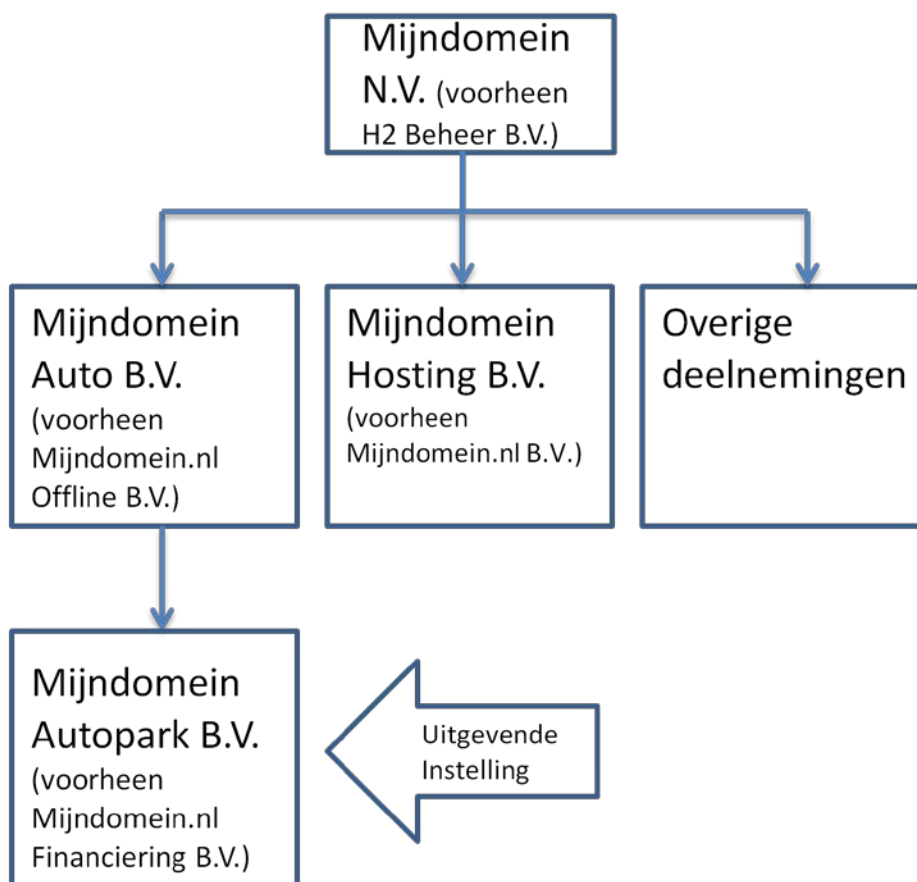 Mijndomein
N.V. (voorheen
H2 Beheer B.V.)
Mijndomein
Auto B.V.
(voorheen
Mijndomein.nl
Offline B.V.)
Mijndomein
Hosting B.V.
(voorheen
Mijndomein.nl B.V.)
Overige
deelnemingen
Mijndomein
Autopark B.V.
(voorheen
Mijndomein.nl
Financiering B.V.)
Uitgevende
Instelling